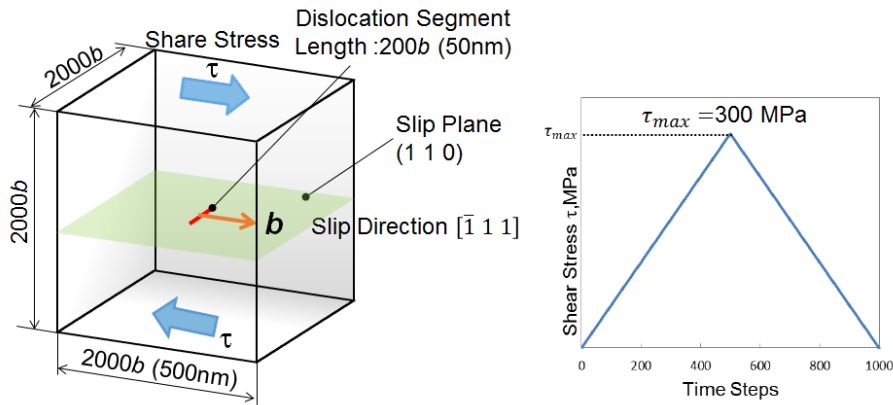 Dislocation Segment
Length :200b (50nm)
Share Stress
τ
2000b
2000b
Slip Plane
(1 1 0)
b
Slip Direction [1̅ 1 1]
τ
2000b (500nm)
τmax =300 MPa
τmax
Shear Stress τ,MPa
0 200 400 600 800 1000
Time Steps